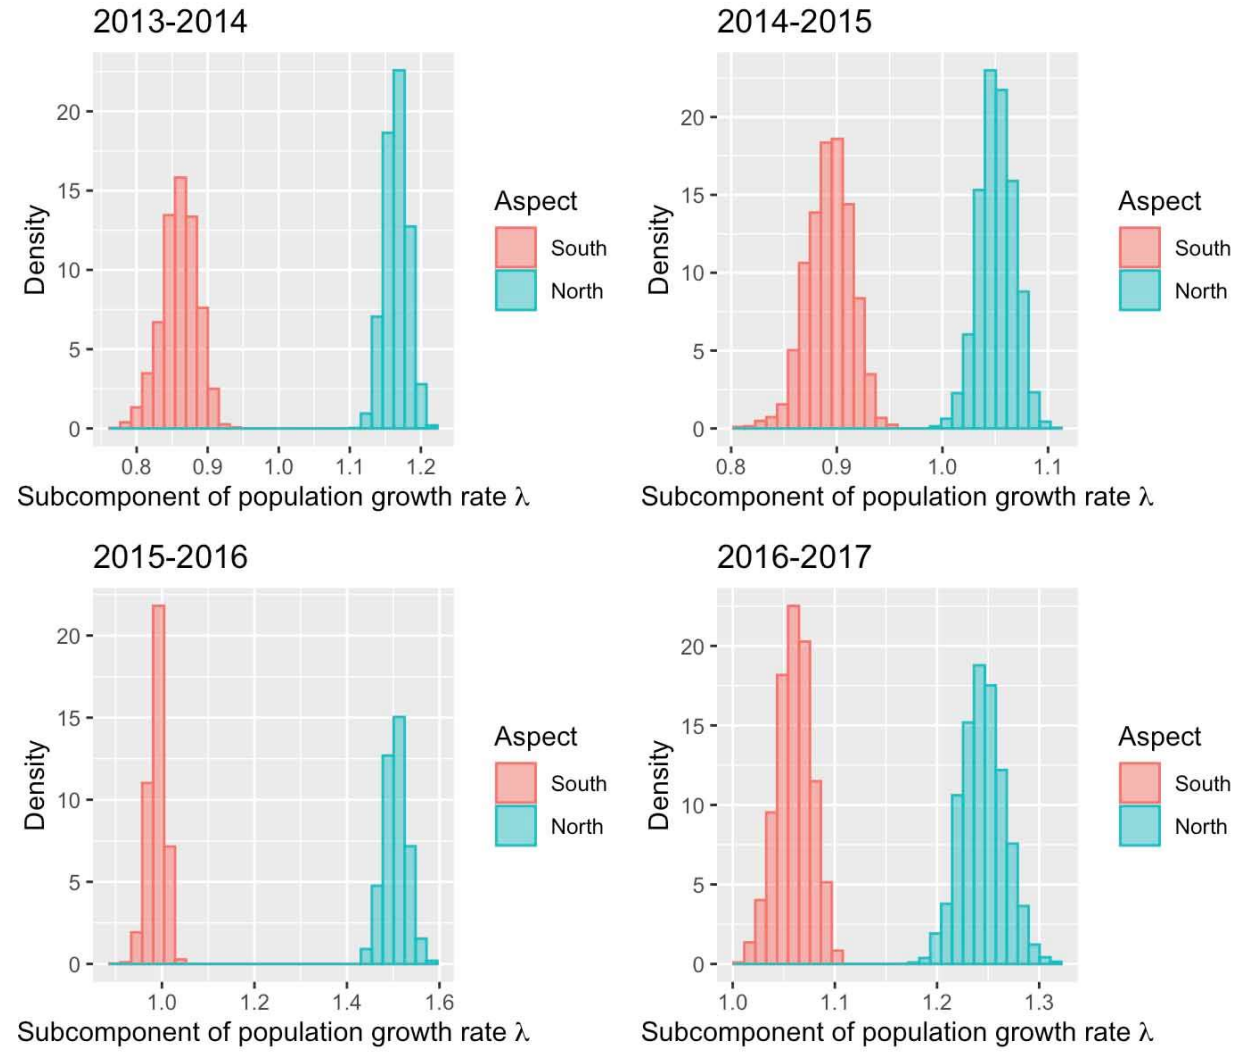 2013-2014
20
15
10
5
0
Density
0.8 0.9 1.0 1.1 1.2
Subcomponent of population growth rate λ
Aspect
South
North
2014-2015
20
15
10
5
0
Density
0.8 0.9 1.0 1.1
Subcomponent of population growth rate λ
Aspect
South
North
2015-2016
20
15
10
5
0
Density
1.0 1.2 1.4 1.6
Subcomponent of population growth rate λ
Aspect
South
North
2016-2017
20
15
10
5
0
Density
1.0 1.1 1.2 1.3
Subcomponent of population growth rate λ
Aspect
South
North